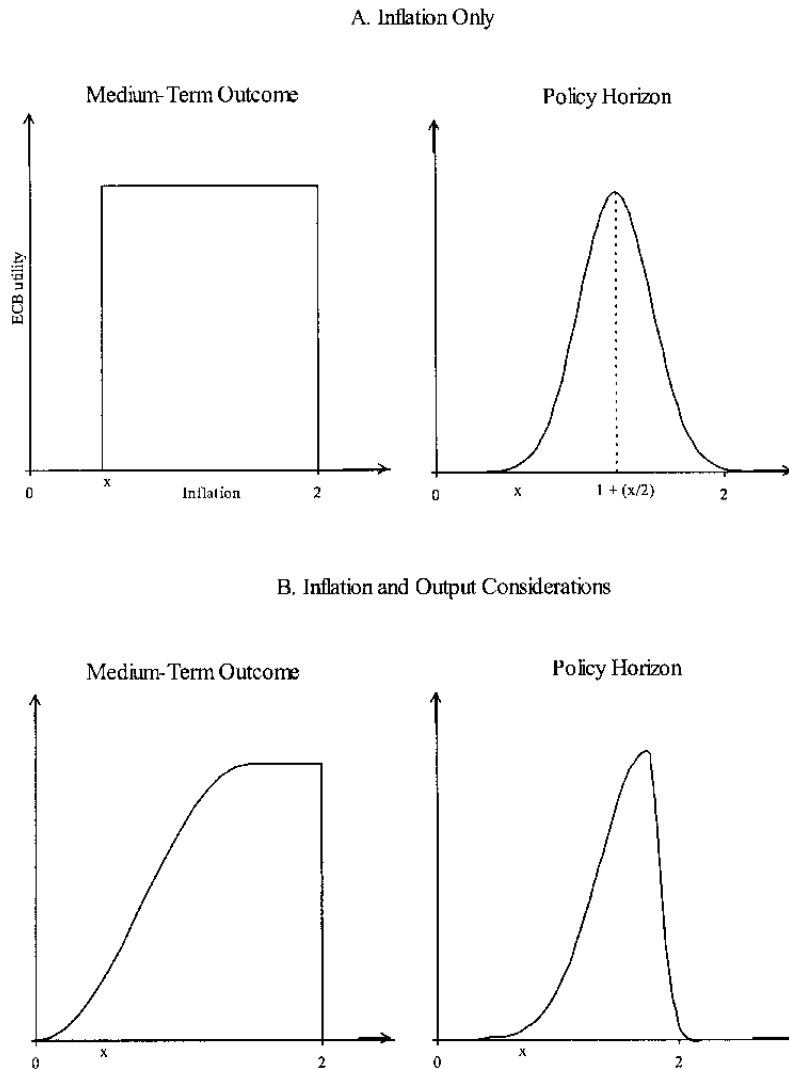 A. Inflation Only
Medium-Term Outcome
Policy Horizon
ECB utility
0
x
Inflation
2
0
x
1 + (x/2)
2
B. Inflation and Output Considerations
Medium-Term Outcome
Policy Horizon
0
x
2
0
x
2